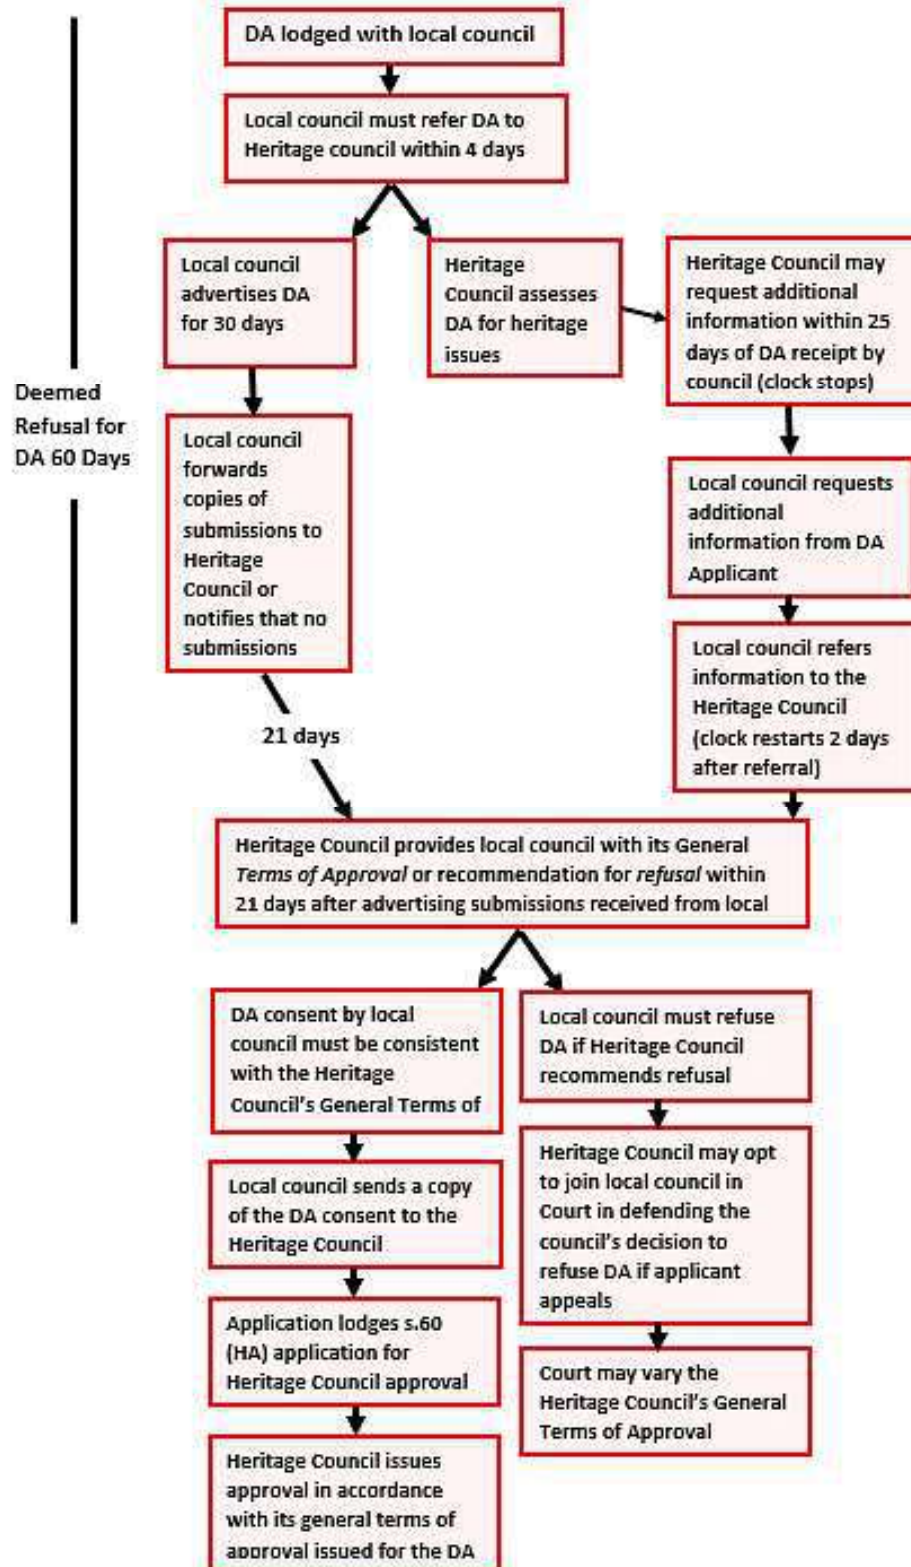 DA lodged with local council
Local council must refer DA to
Heritage council within 4 days
Local council
advertises DA
for 30 days
Heritage
Council assesses
DA for heritage
issues
Heritage Council may
request additional
information within 25
days of DA receipt by
council (clock stops)
Deemed
Refusal for
DA 60 Days
Local council
forwards
copies of
submissions to
Heritage
Council or
notifies that no
submissions
Local council requests
additional
information from DA
Applicant
Local council refers
information to the
Heritage Council
(clock restarts 2 days
after referral)
21 days
Heritage Council provides local council with its General
Terms of Approval or recommendation for refusal within
21 days after advertising submissions received from local
DA consent by local
council must be consistent
with the Heritage
Council's General Terms of
Local council must refuse
DA if Heritage Council
recommends refusal
Local council sends a copy
of the DA consent to the
Heritage Council
Heritage Council may opt
to join local council in
Court in defending the
council's decision to
refuse DA if applicant
appeals
Application lodges s.60
(HA) application for
Heritage Council approval
Court may vary the
Heritage Council's General
Terms of Approval
Heritage Council issues
approval in accordance
with its general terms of
approval issued for the DA